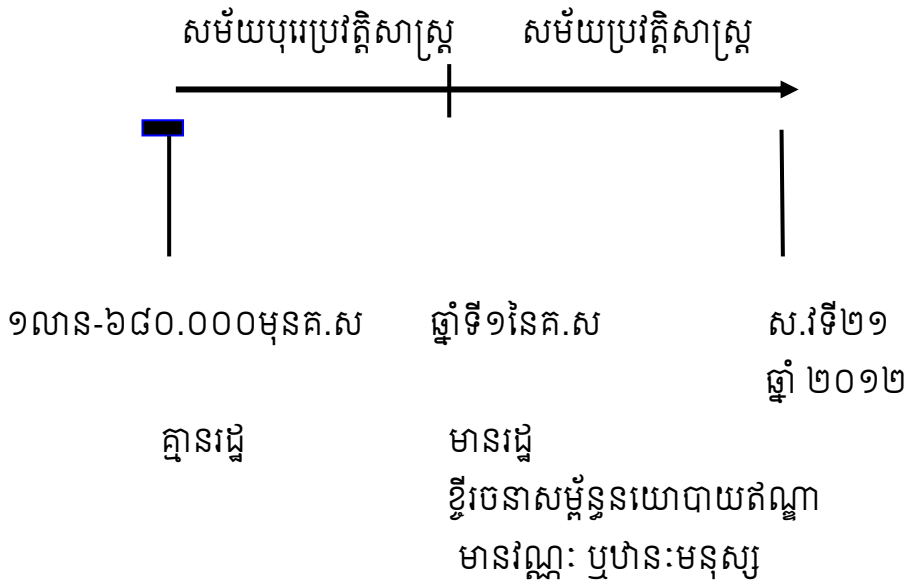 សម័យបុរេប្រវត្តិសាស្ត្រ សម័យប្រវត្តិសាស្ត្រ
១លាន-៦៨០.០០០មុនគ.ស ឆ្នាំទី១នៃគ.ស ស.វទី២១
ឆ្នាំ ២០១២
គ្មានរដ្ឋ មានរដ្ឋ
ខ្ចីរចនាសម្ព័ន្ធនយោបាយឥណ្ឌា
មានវណ្ណៈ ឬឋានៈមនុស្ស